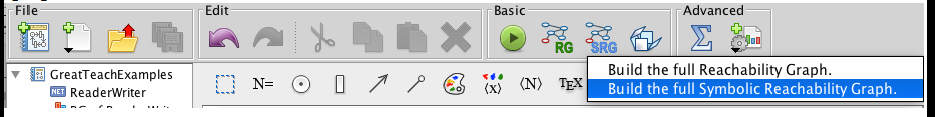 File Edit Basic Advanced
RG SRG Σ
Build the full Reachability Graph.
Build the full Symbolic Reachability Graph.
GreatTeachExamples
N= ⟨X⟩ ⟨N⟩ TEX
NET ReaderWriter